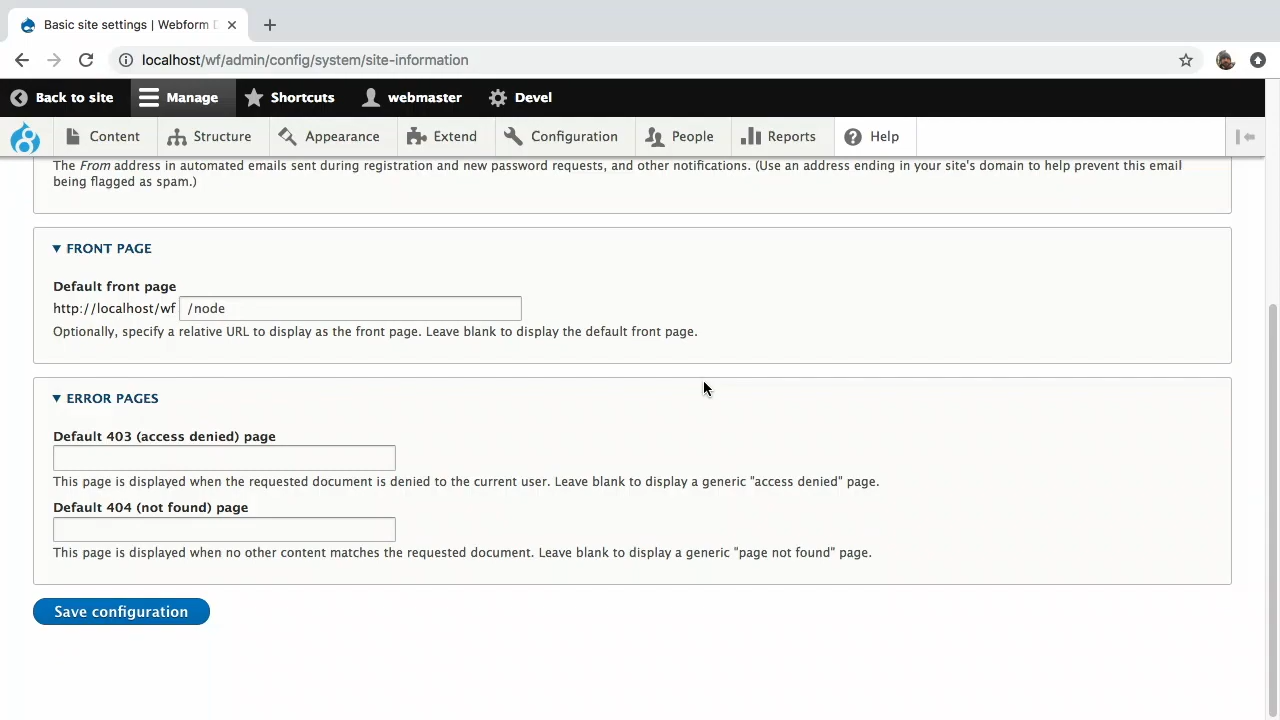 Basic site settings | Webform D
localhost/wf/admin/config/system/site-information
Back to site Manage Shortcuts webmaster Devel
Content Structure Appearance Extend Configuration People Reports Help
The From address in automated emails sent during registration and new password requests, and other notifications. (Use an address ending in your site's domain to help prevent this email
being flagged as spam.)
FRONT PAGE
Default front page
http://localhost/wf /node
Optionally, specify a relative URL to display as the front page. Leave blank to display the default front page.
ERROR PAGES
Default 403 (access denied) page
This page is displayed when the requested document is denied to the current user. Leave blank to display a generic "access denied" page.
Default 404 (not found) page
This page is displayed when no other content matches the requested document. Leave blank to display a generic "page not found" page.
Save configuration